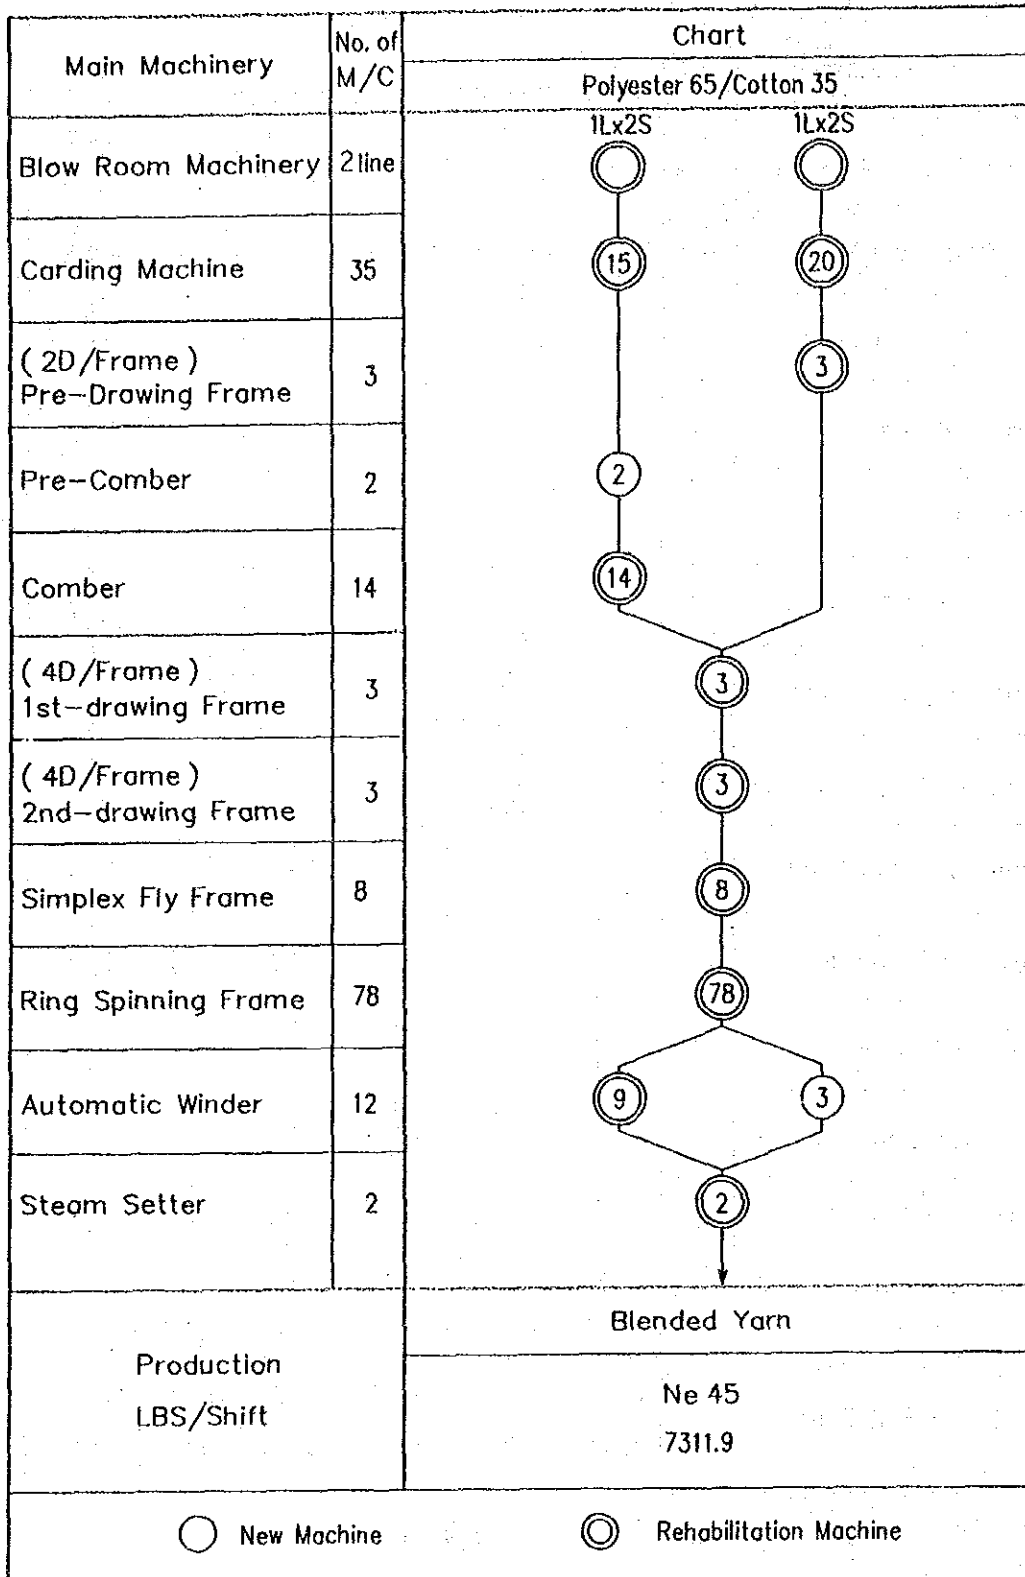 Main Machinery
No. of
M/C
Chart
Polyester 65/Cotton 35
1Lx2S 1Lx2S
Blow Room Machinery 2 line
Carding Machine 35 15 20
( 2D/Frame )
Pre-Drawing Frame 3 3
Pre-Comber 2 2
Comber 14 14
( 4D/Frame )
1st-drawing Frame 3 3
( 4D/Frame )
2nd-drawing Frame 3 3
Simplex Fly Frame 8 8
Ring Spinning Frame 78 78
Automatic Winder 12 9 3
Steam Setter 2 2
Blended Yarn
Production
LBS/Shift
Ne 45
7311.9
New Machine Rehabilitation Machine